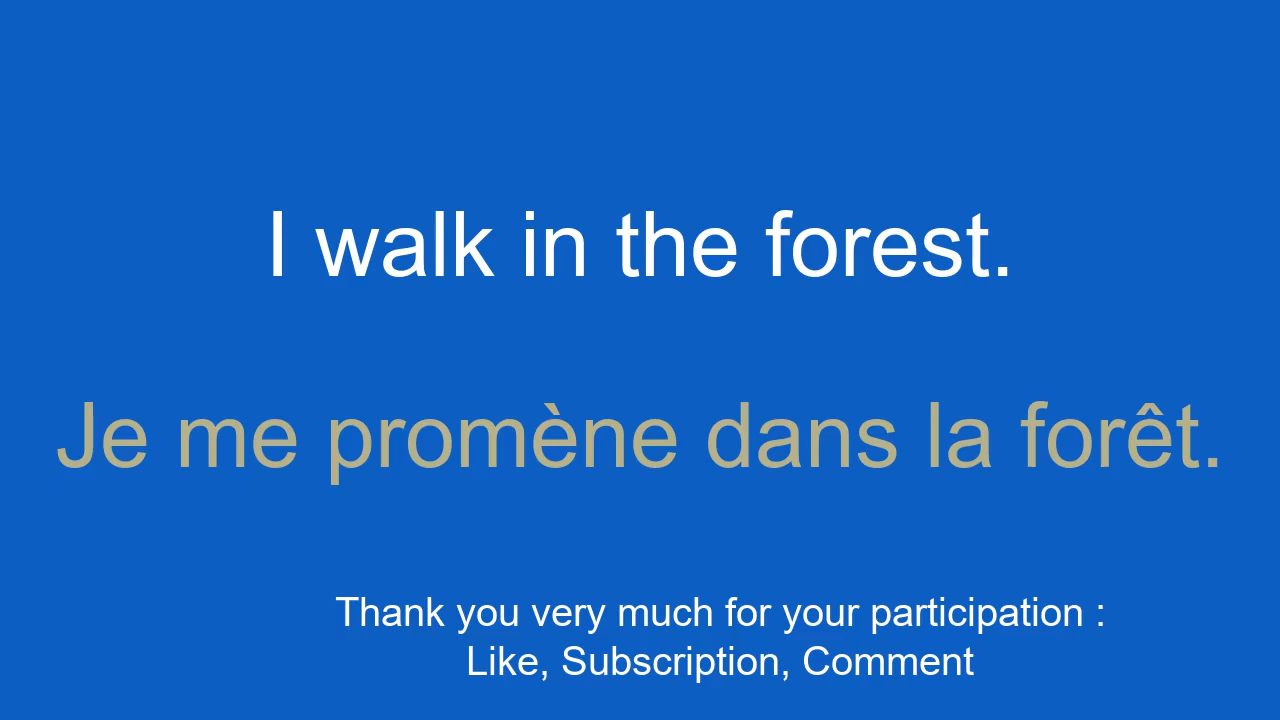 I walk in the forest.
Je me promène dans la forêt.
Thank you very much for your participation :
Like, Subscription, Comment